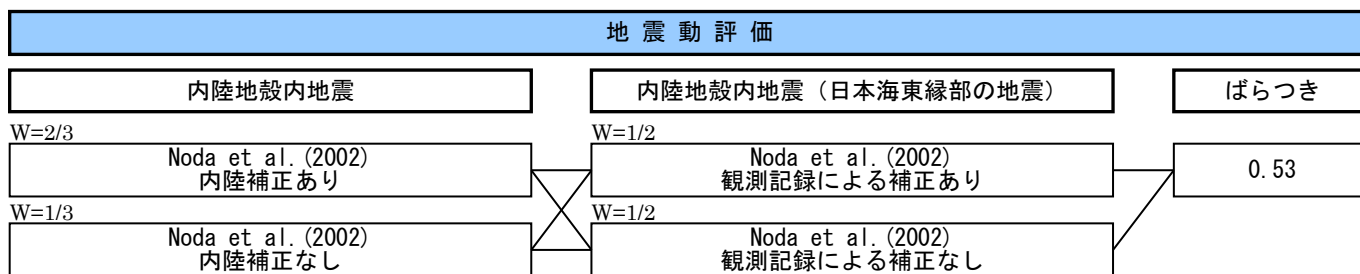 地震動評価
内陸地殻内地震
内陸地殻内地震（日本海東縁部の地震）
ばらつき
W=2/3
Noda et al.(2002)
内陸補正あり
W=1/2
Noda et al.(2002)
観測記録による補正あり
0.53
W=1/3
Noda et al.(2002)
内陸補正なし
W=1/2
Noda et al.(2002)
観測記録による補正なし